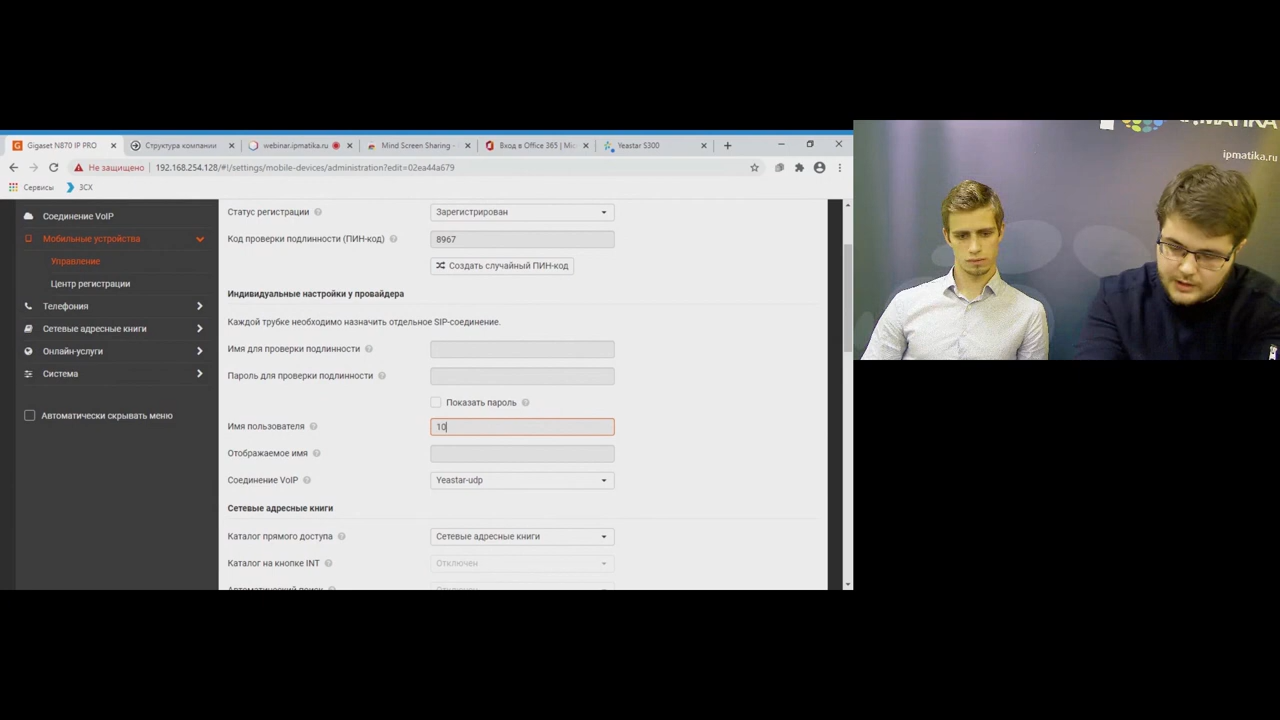 Gigaset N870 IP PRO
Структура компании
webinar.ipmatika.ru
Mind Screen Sharing -
Вход в Office 365 | Mic
Yeastar S300
Не защищено
192.168.254.128/#!/settings/mobile-devices/administration?edit=02ea44a679
Сервисы
3CX
Соединение VoIP
Мобильные устройства
Управление
Центр регистрации
Телефония
Сетевые адресные книги
Онлайн-услуги
Система
Автоматически скрывать меню
Статус регистрации
Зарегистрирован
Код проверки подлинности (ПИН-код)
8967
Создать случайный ПИН-код
Индивидуальные настройки у провайдера
Каждой трубке необходимо назначить отдельное SIP-соединение.
Имя для проверки подлинности
Пароль для проверки подлинности
Показать пароль
Имя пользователя
10
Отображаемое имя
Соединение VoIP
Yeastar-udp
Сетевые адресные книги
Каталог прямого доступа
Сетевые адресные книги
Каталог на кнопке INT
Отключен
Автоматический поиск
ipmatika.ru